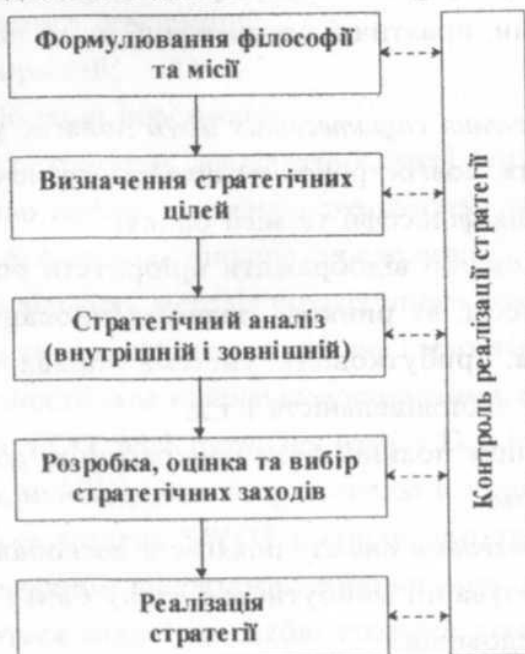 Формулювання філософії
та місії
Визначення стратегічних
цілей
Стратегічний аналіз
(внутрішній і зовнішній)
Розробка, оцінка та вибір
стратегічних заходів
Реалізація
стратегії
Контроль реалізації стратегії